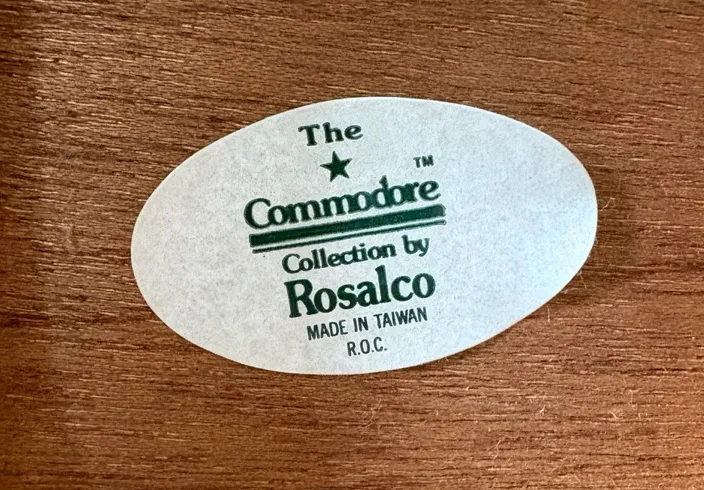 The
★
™
Commodore
Collection by
Rosalco
MADE IN TAIWAN
R.O.C.